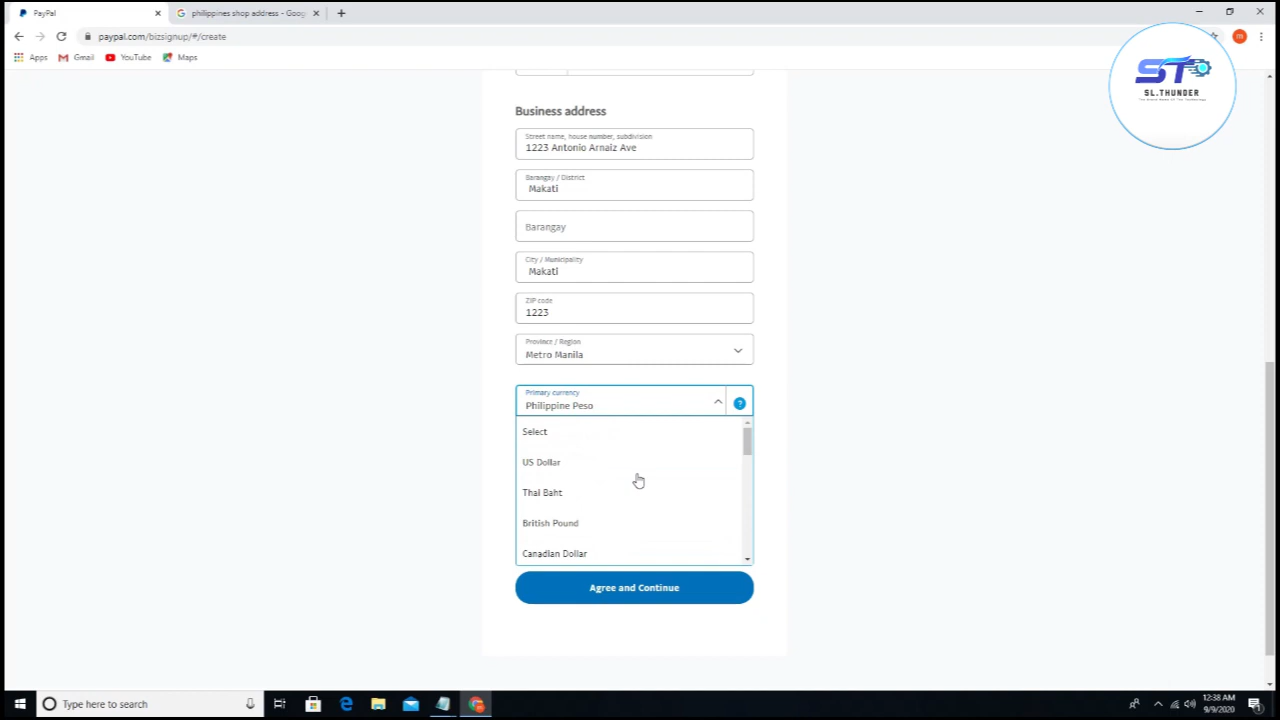 PayPal
philippines shop address - Goog
paypal.com/bizsignup/#/create
m
Apps
Gmail
YouTube
Maps
ST
SL.THUNDER
Business address
Street name, house number, subdivision
1223 Antonio Arnaiz Ave
Barangay / District
Makati
Barangay
City / Municipality
Makati
ZIP code
1223
Province / Region
Metro Manila
Primary currency
Philippine Peso
?
Select
US Dollar
Thai Baht
British Pound
Canadian Dollar
Agree and Continue
Type here to search
12:38 AM
9/9/2020